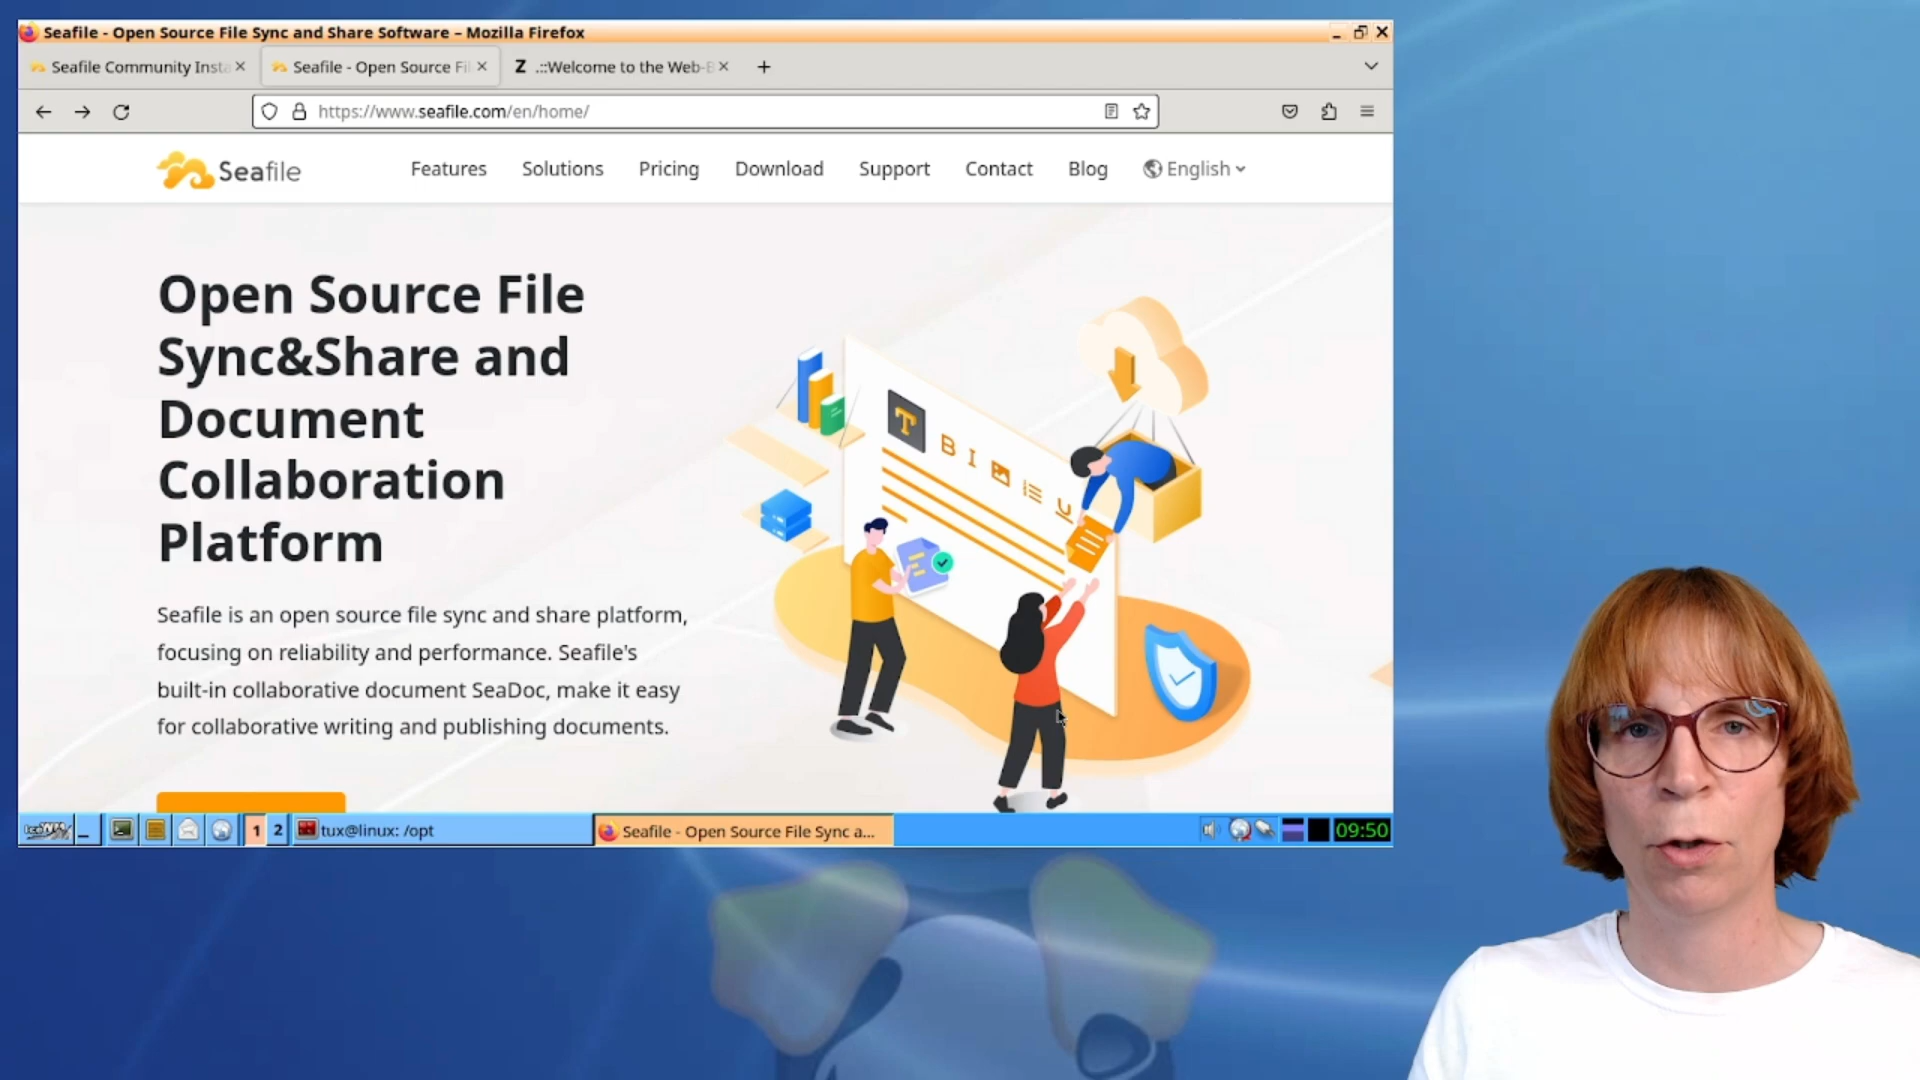 Seafile - Open Source File Sync and Share Software – Mozilla Firefox
Seafile Community Insta
Seafile - Open Source Fi
Z .::Welcome to the Web-B
https://www.seafile.com/en/home/
Seafile
Features
Solutions
Pricing
Download
Support
Contact
Blog
English
Open Source File
Sync&Share and
Document
Collaboration
Platform
T B I U
Seafile is an open source file sync and share platform,
focusing on reliability and performance. Seafile's
built-in collaborative document SeaDoc, make it easy
for collaborative writing and publishing documents.
IceWM
1
2
tux@linux: /opt
Seafile - Open Source File Sync a...
09:50